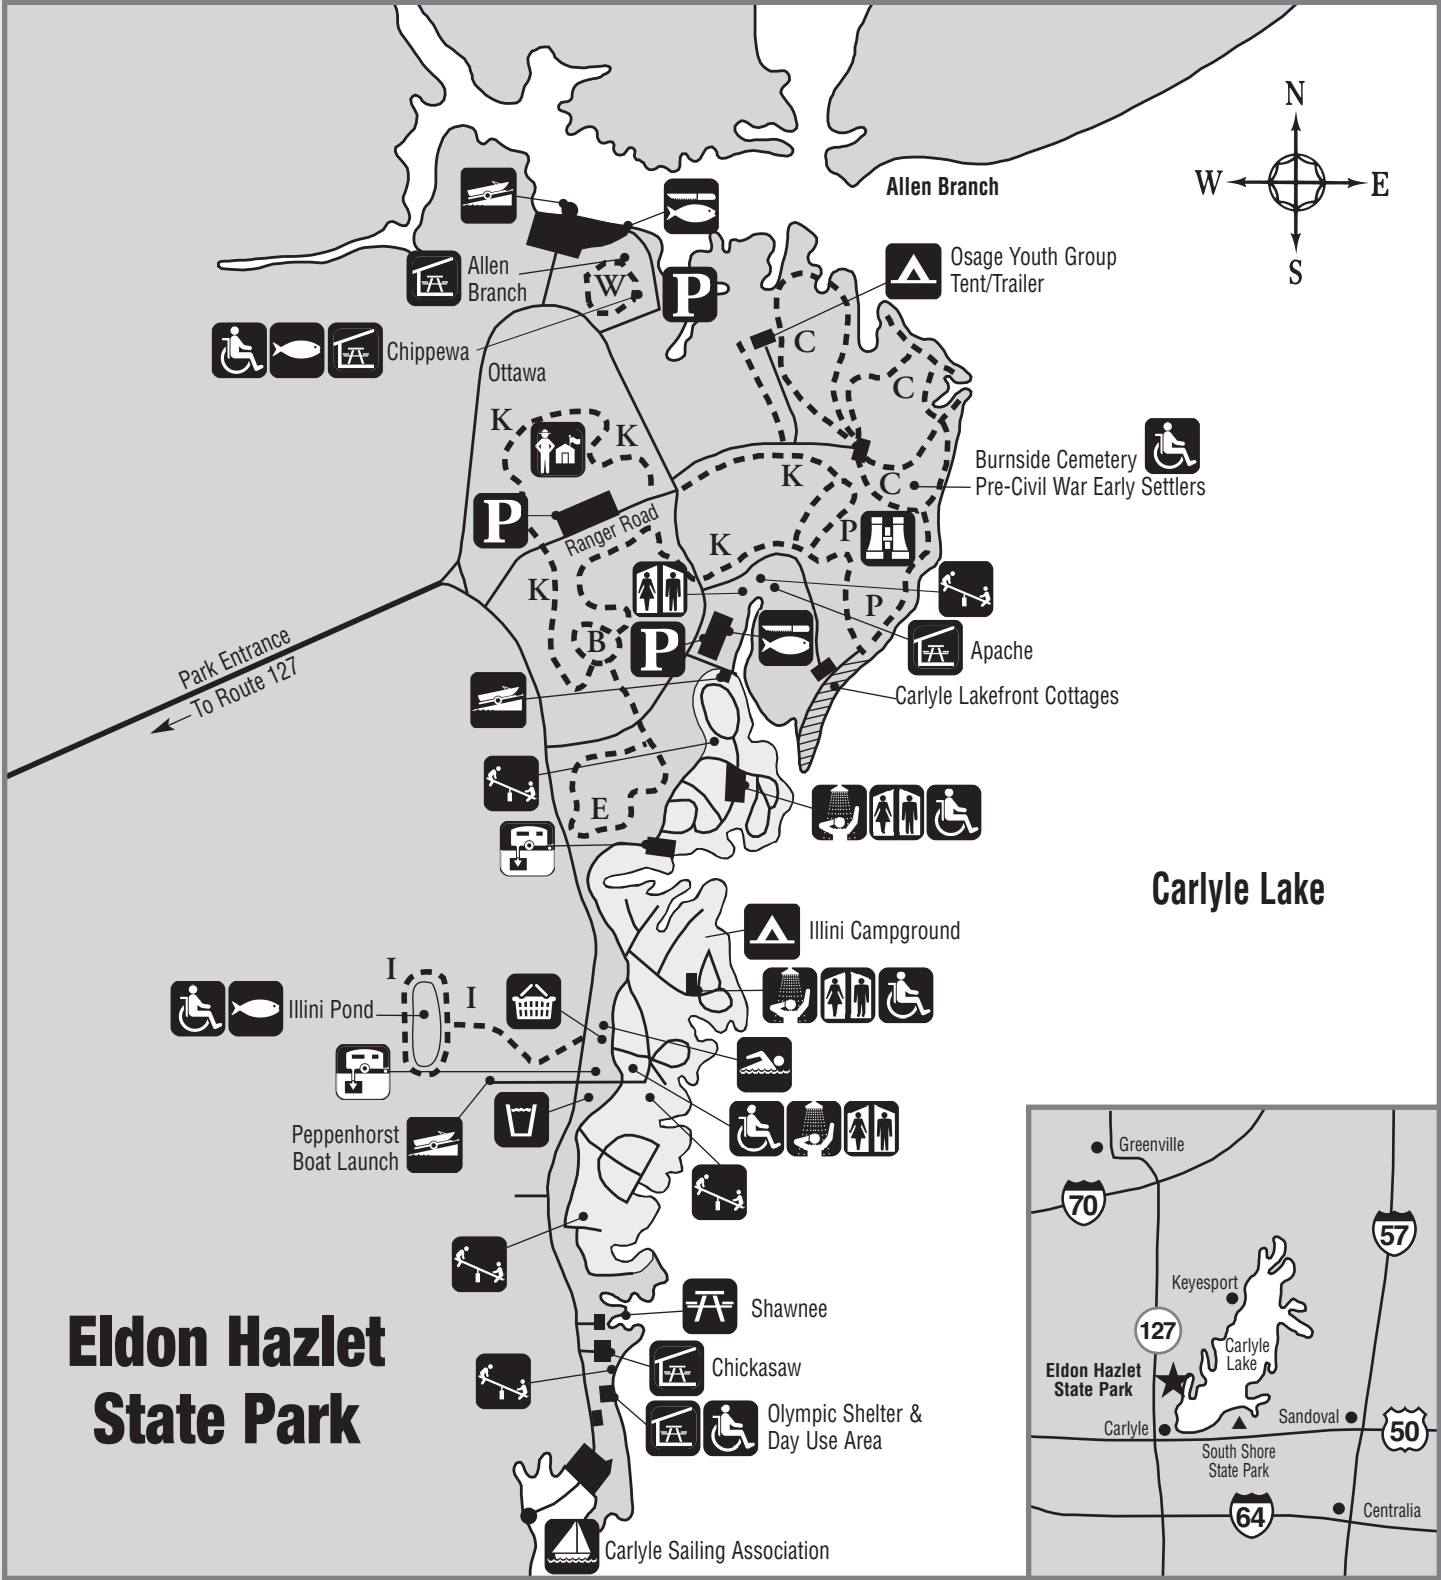 N
W
E
S
Allen Branch
Osage Youth Group
Tent/Trailer
Allen
Branch
W
P
C
Chippewa
Ottawa
C
K
K
Burnside Cemetery
Pre-Civil War Early Settlers
K
C
P
Ranger Road
P
K
K
P
B
P
Apache
Park Entrance
To Route 127
Carlyle Lakefront Cottages
E
Carlyle Lake
Illini Campground
I
I
Illini Pond
Peppenhorst
Boat Launch
Shawnee
Chickasaw
Olympic Shelter &
Day Use Area
Carlyle Sailing Association
Eldon Hazlet
State Park
Greenville
70
57
Keyesport
127
Carlyle
Lake
Eldon Hazlet
State Park
Carlyle
Sandoval
50
South Shore
State Park
64
Centralia